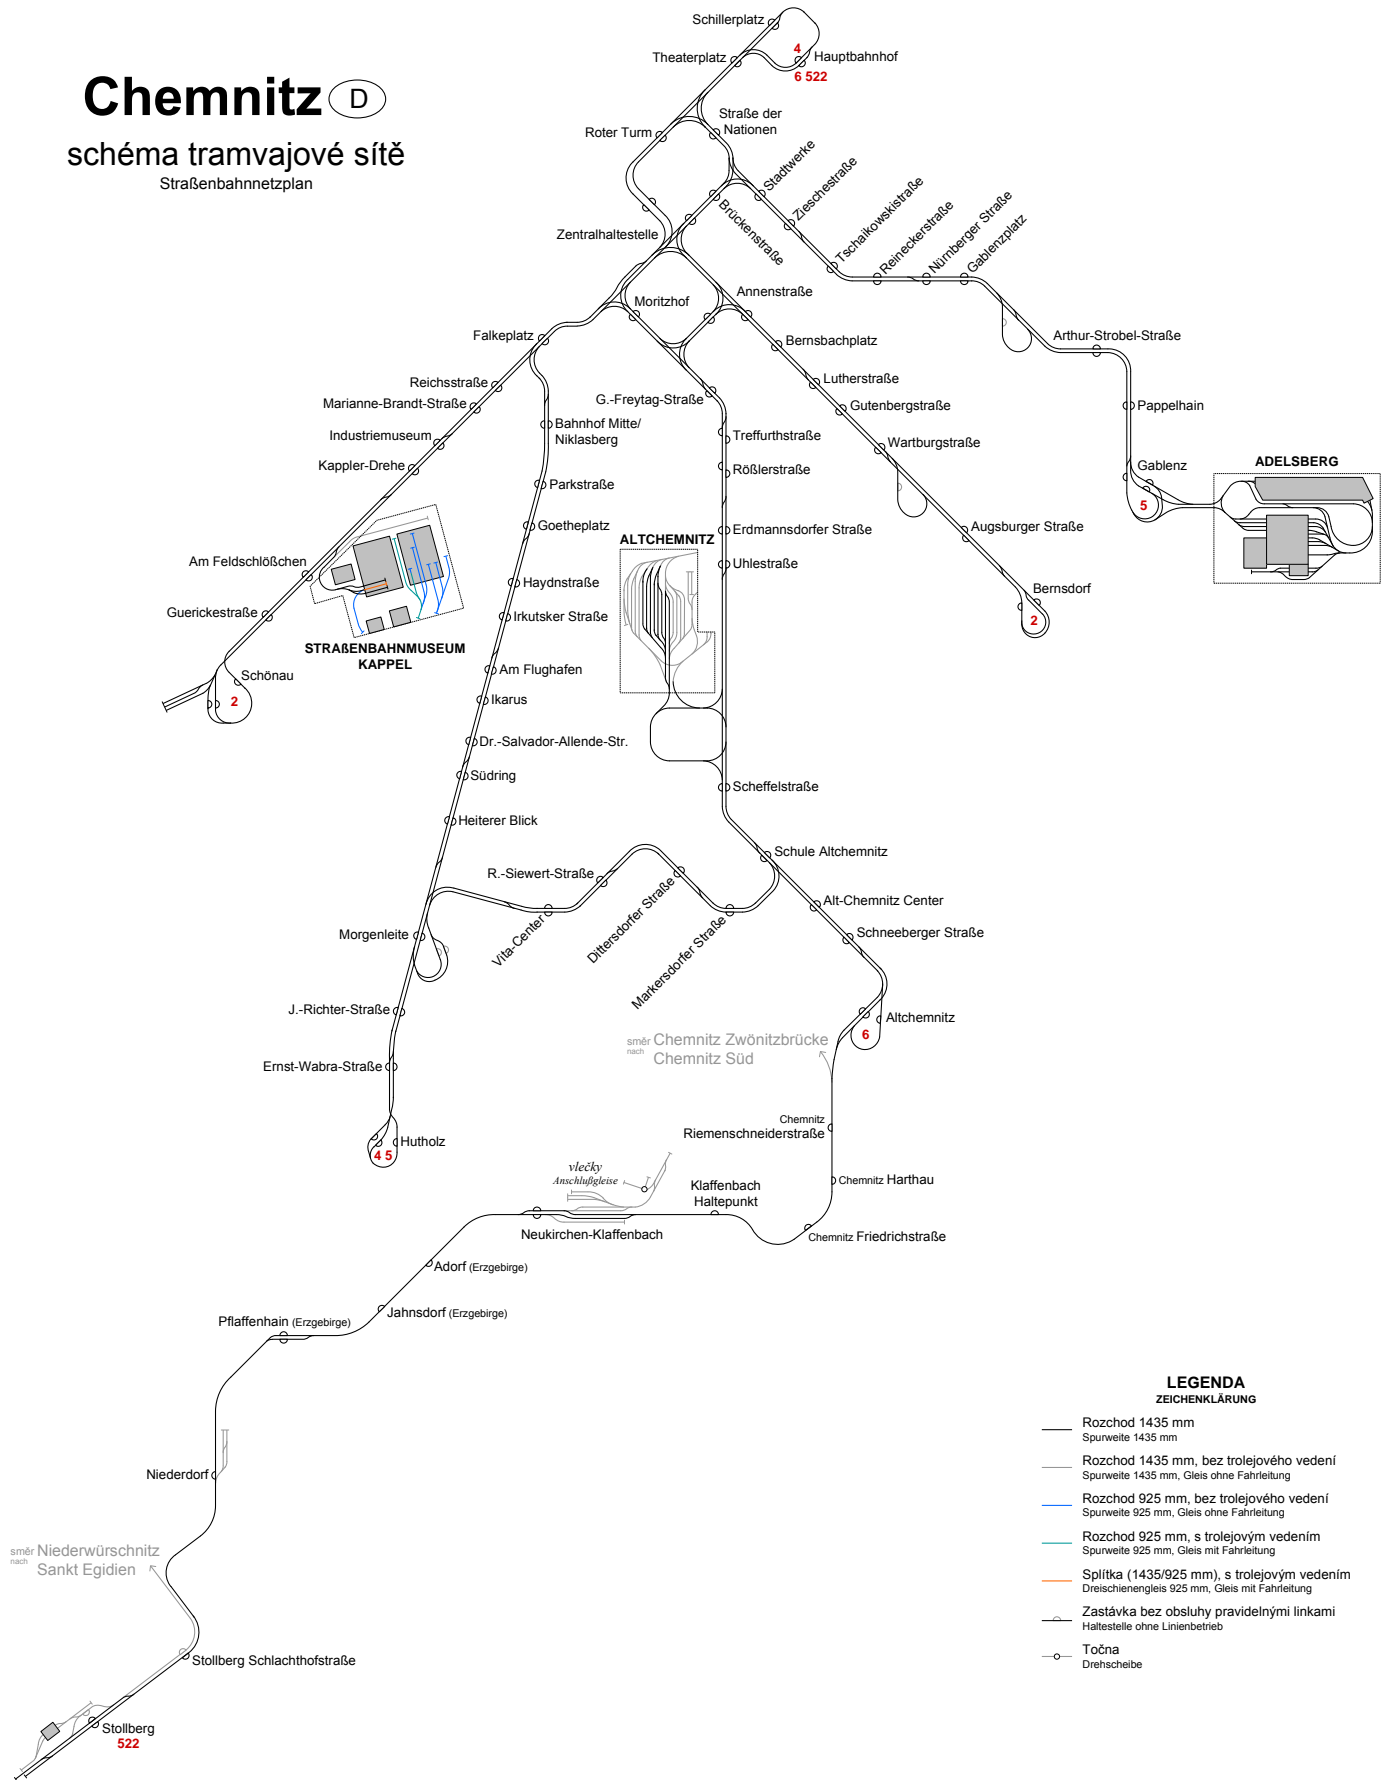 Chemnitz D
schéma tramvajové sítě
Straßenbahnnetzplan
Schillerplatz
4
Theaterplatz
Hauptbahnhof
6 522
Straße der
Nationen
Roter Turm
Stadtwerke
Zieschestraße
Tschaikowskistraße
Reineckerstraße
Nürnberger Straße
Gablenzplatz
Brückenstraße
Zentralhaltestelle
Annenstraße
Moritzhof
Falkeplatz
Bernsbachplatz
Arthur-Strobel-Straße
Reichsstraße
Lutherstraße
Marianne-Brandt-Straße
G.-Freytag-Straße
Gutenbergstraße
Pappelhain
Bahnhof Mitte/
Niklasberg
Industriemuseum
Treffurthstraße
Wartburgstraße
Kappler-Drehe
Rößlerstraße
Gablenz
ADELSBERG
Parkstraße
5
Goetheplatz
Erdmannsdorfer Straße
Augsburger Straße
ALTCHEMNITZ
Am Feldschlößchen
Uhlestraße
Haydnstraße
Bernsdorf
Guerickestraße
Irkutsker Straße
2
STRAßENBAHNMUSEUM
KAPPEL
Schönau
2
Am Flughafen
Ikarus
Dr.-Salvador-Allende-Str.
Südring
Scheffelstraße
Heiterer Blick
Schule Altchemnitz
R.-Siewert-Straße
Dittersdorfer Straße
Vita-Center
Markersdorfer Straße
Alt-Chemnitz Center
Morgenleite
Schneeberger Straße
J.-Richter-Straße
Altchemnitz
6
směr Chemnitz Zwönitzbrücke
nach Chemnitz Süd
Ernst-Wabra-Straße
Chemnitz
Riemenschneiderstraße
Hutholz
4 5
vlečky
Anschlußgleise
Klaffenbach
Haltepunkt
Chemnitz Harthau
Neukirchen-Klaffenbach
Chemnitz Friedrichstraße
Adorf (Erzgebirge)
Jahnsdorf (Erzgebirge)
Pflaffenhain (Erzgebirge)
Niederdorf
směr Niederwürschnitz
nach Sankt Egidien
Stollberg Schlachthofstraße
Stollberg
522
LEGENDA
ZEICHENKLÄRUNG
Rozchod 1435 mm
Spurweite 1435 mm
Rozchod 1435 mm, bez trolejového vedení
Spurweite 1435 mm, Gleis ohne Fahrleitung
Rozchod 925 mm, bez trolejového vedení
Spurweite 925 mm, Gleis ohne Fahrleitung
Rozchod 925 mm, s trolejovým vedením
Spurweite 925 mm, Gleis mit Fahrleitung
Splítka (1435/925 mm), s trolejovým vedením
Dreischienengleis 925 mm, Gleis mit Fahrleitung
Zastávka bez obsluhy pravidelnými linkami
Haltestelle ohne Linienbetrieb
Točna
Drehscheibe